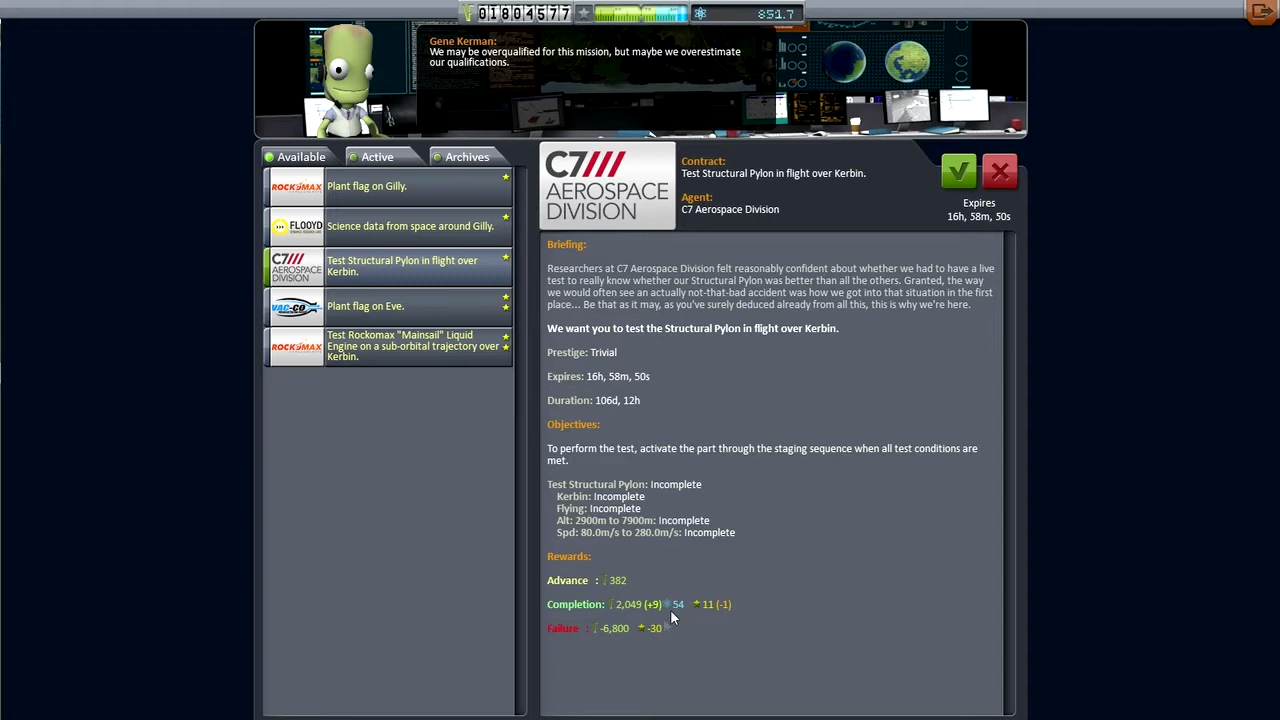 01804577
851.7
Gene Kerman:
We may be overqualified for this mission, but maybe we overestimate
our qualifications.
Available
Active
Archives
ROCKOMAX
Plant flag on Gilly.
FLOOYD
Science data from space around Gilly.
C7///
AEROSPACE
DIVISION
Test Structural Pylon in flight over
Kerbin.
VAC-CO
Plant flag on Eve.
ROCKOMAX
Test Rockomax "Mainsail" Liquid
Engine on a sub-orbital trajectory over
Kerbin.
C7///
AEROSPACE
DIVISION
Contract:
Test Structural Pylon in flight over Kerbin.
Agent:
C7 Aerospace Division
Expires
16h, 58m, 50s
Briefing:
Researchers at C7 Aerospace Division felt reasonably confident about whether we had to have a live
test to really know whether our Structural Pylon was better than all the others. Granted, the way
we would often see an actually not-that-bad accident was how we got into that situation in the first
place... Be that as it may, as you've surely deduced already from all this, this is why we're here.
We want you to test the Structural Pylon in flight over Kerbin.
Prestige: Trivial
Expires: 16h, 58m, 50s
Duration: 106d, 12h
Objectives:
To perform the test, activate the part through the staging sequence when all test conditions are
met.
Test Structural Pylon: Incomplete
Kerbin: Incomplete
Flying: Incomplete
Alt: 2900m to 7900m: Incomplete
Spd: 80.0m/s to 280.0m/s: Incomplete
Rewards:
Advance : 382
Completion: 2,049 (+9) 54 11 (-1)
Failure : -6,800 -30